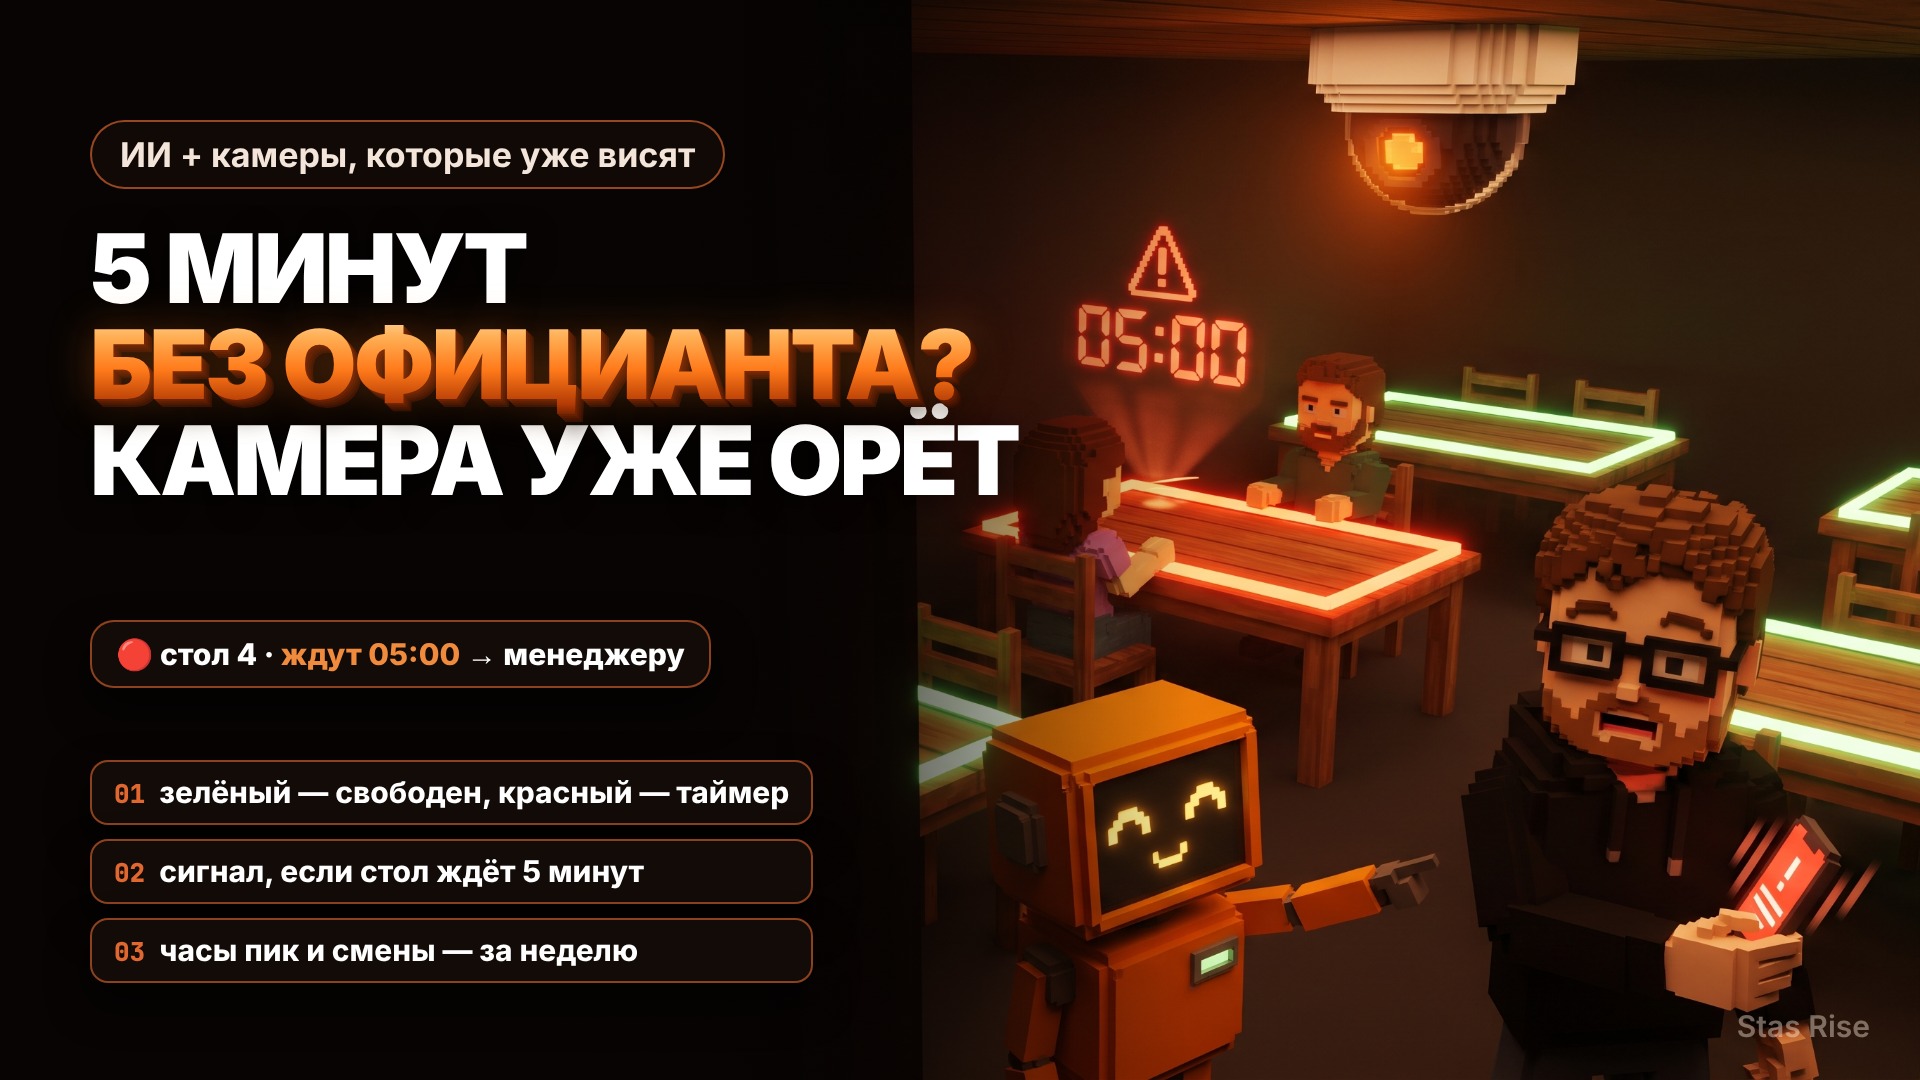 ИИ + камеры, которые уже висят
5 МИНУТ
БЕЗ ОФИЦИАНТА?
КАМЕРА УЖЕ ОРЁТ
05:00
🔴 стол 4 · ждут 05:00 → менеджеру
01 зелёный — свободен, красный — таймер
02 сигнал, если стол ждёт 5 минут
03 часы пик и смены — за неделю
Stas Rise